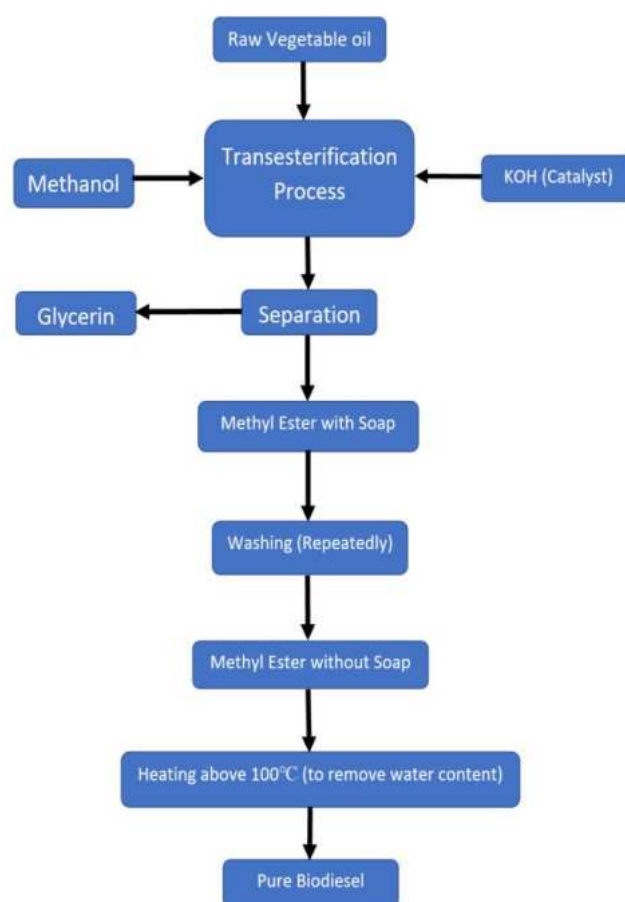 Raw Vegetable oil
Transesterification
Process
Methanol
KOH (Catalyst)
Glycerin
Separation
Methyl Ester with Soap
Washing (Repeatedly)
Methyl Ester without Soap
Heating above 100℃ (to remove water content)
Pure Biodiesel